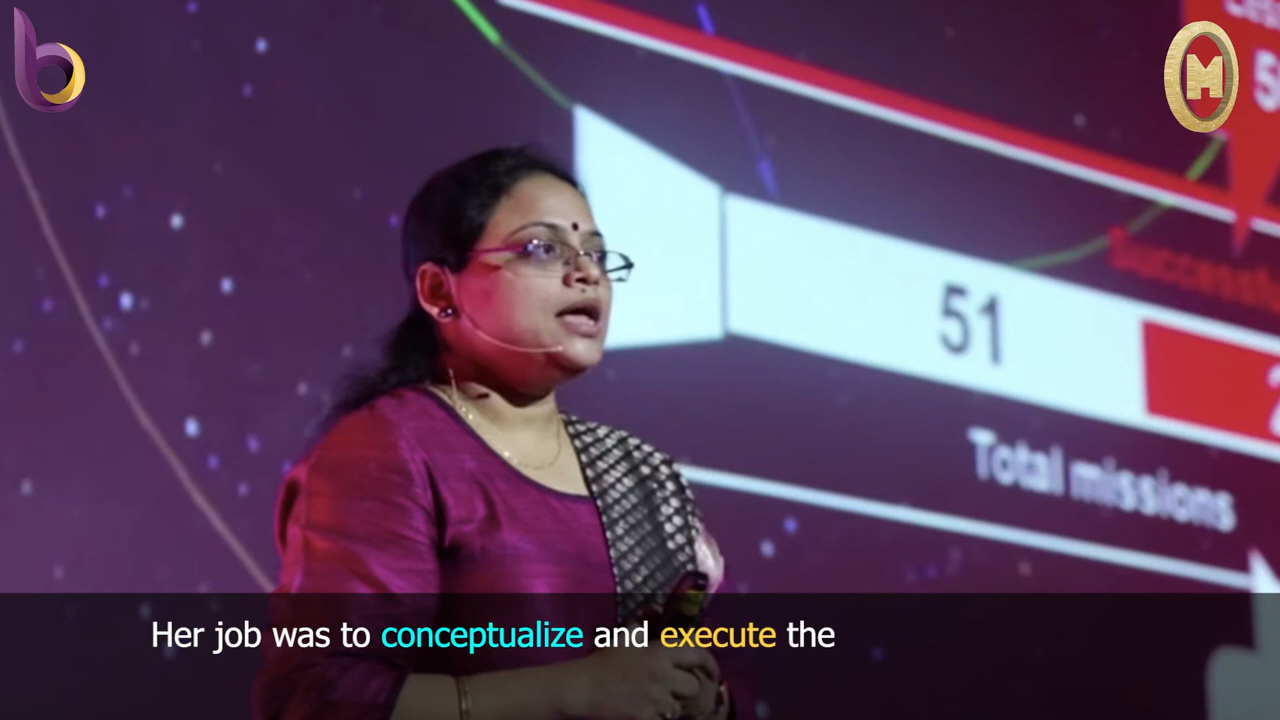 M
51
Total missions
Her job was to conceptualize and execute the